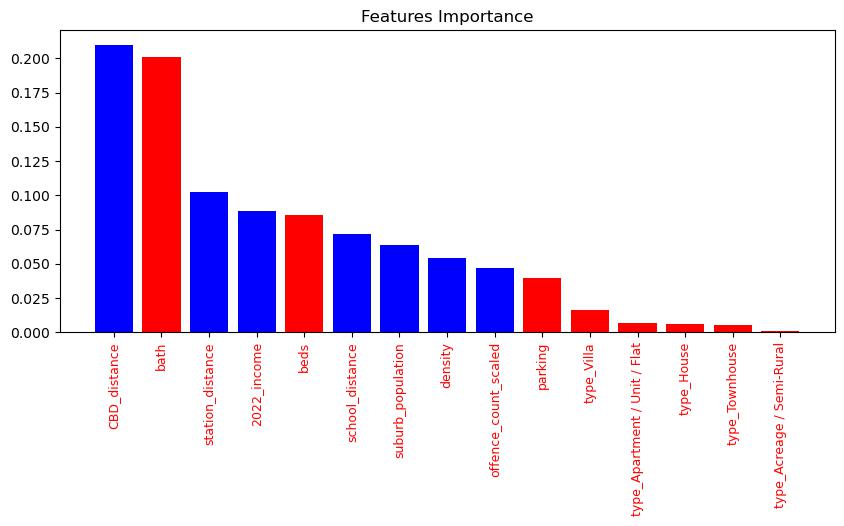 Features Importance
0.200
0.175
0.150
0.125
0.100
0.075
0.050
0.025
0.000
CBD_distance
bath
station_distance
2022_income
beds
school_distance
suburb_population
density
offence_count_scaled
parking
type_Villa
type_Apartment / Unit / Flat
type_House
type_Townhouse
type_Acreage / Semi-Rural